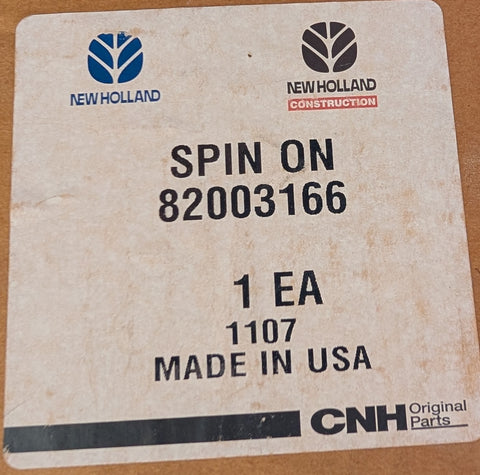 NEW HOLLAND
NEW HOLLAND
CONSTRUCTION
SPIN ON
82003166
1 EA
1107
MADE IN USA
CNH Original
Parts